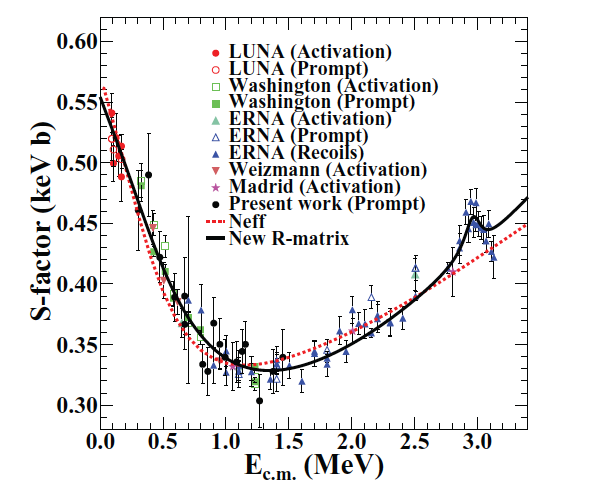 S-factor (keV b)
0.60
0.55
0.50
0.45
0.40
0.35
0.30
LUNA (Activation)
LUNA (Prompt)
Washington (Activation)
Washington (Prompt)
ERNA (Activation)
ERNA (Prompt)
ERNA (Recoils)
Weizmann (Activation)
Madrid (Activation)
Present work (Prompt)
Neff
New R-matrix
0.0 0.5 1.0 1.5 2.0 2.5 3.0
Ec.m. (MeV)